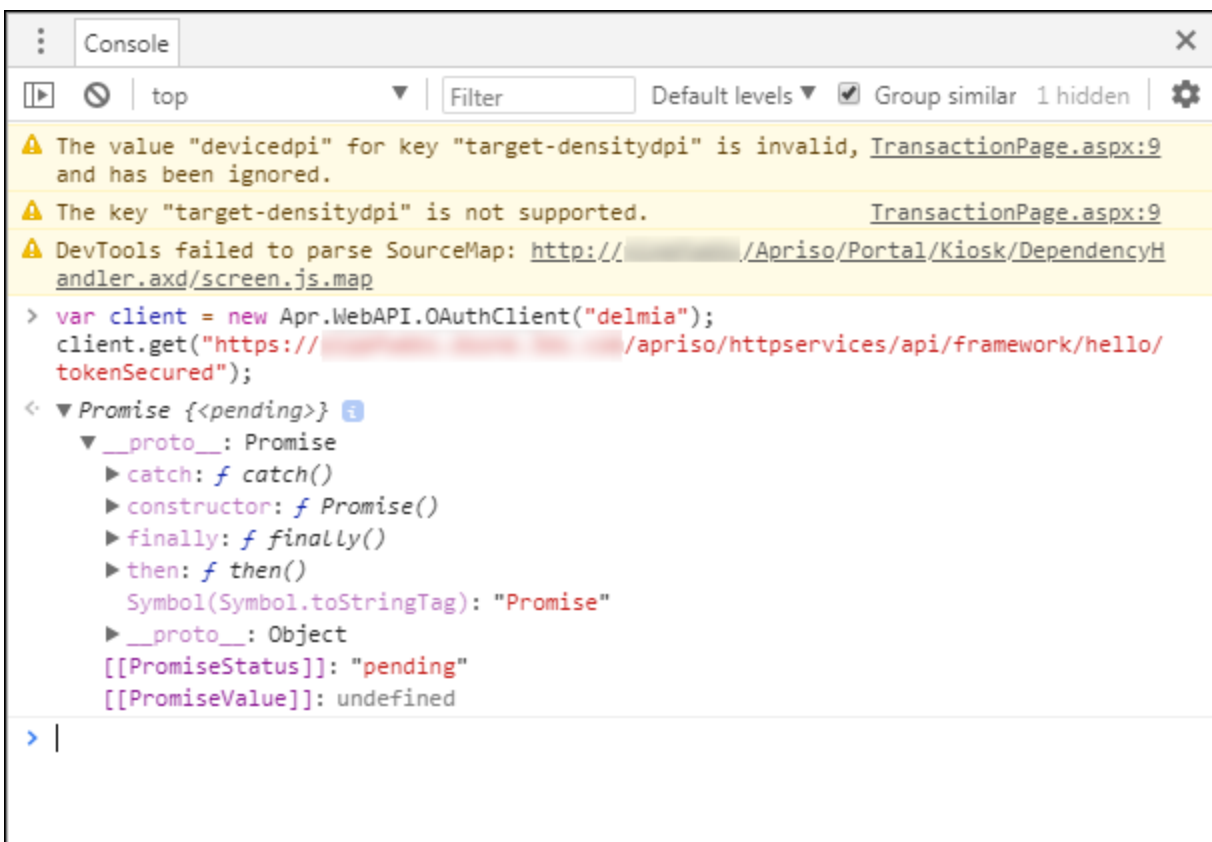 Console
top ▼ Filter Default levels ▼ Group similar 1 hidden
The value "devicedpi" for key "target-densitydpi" is invalid, TransactionPage.aspx:9
and has been ignored.
The key "target-densitydpi" is not supported. TransactionPage.aspx:9
DevTools failed to parse SourceMap: http:// /Apriso/Portal/Kiosk/DependencyH
andler.axd/screen.js.map
> var client = new Apr.WebAPI.OAuthClient("delmia");
client.get("https:// /apriso/httpservices/api/framework/hello/
tokenSecured");
<· ▼ Promise {<pending>} i
▼ __proto__: Promise
▶ catch: ƒ catch()
▶ constructor: ƒ Promise()
▶ finally: ƒ finally()
▶ then: ƒ then()
Symbol(Symbol.toStringTag): "Promise"
▶ __proto__: Object
[[PromiseStatus]]: "pending"
[[PromiseValue]]: undefined
>